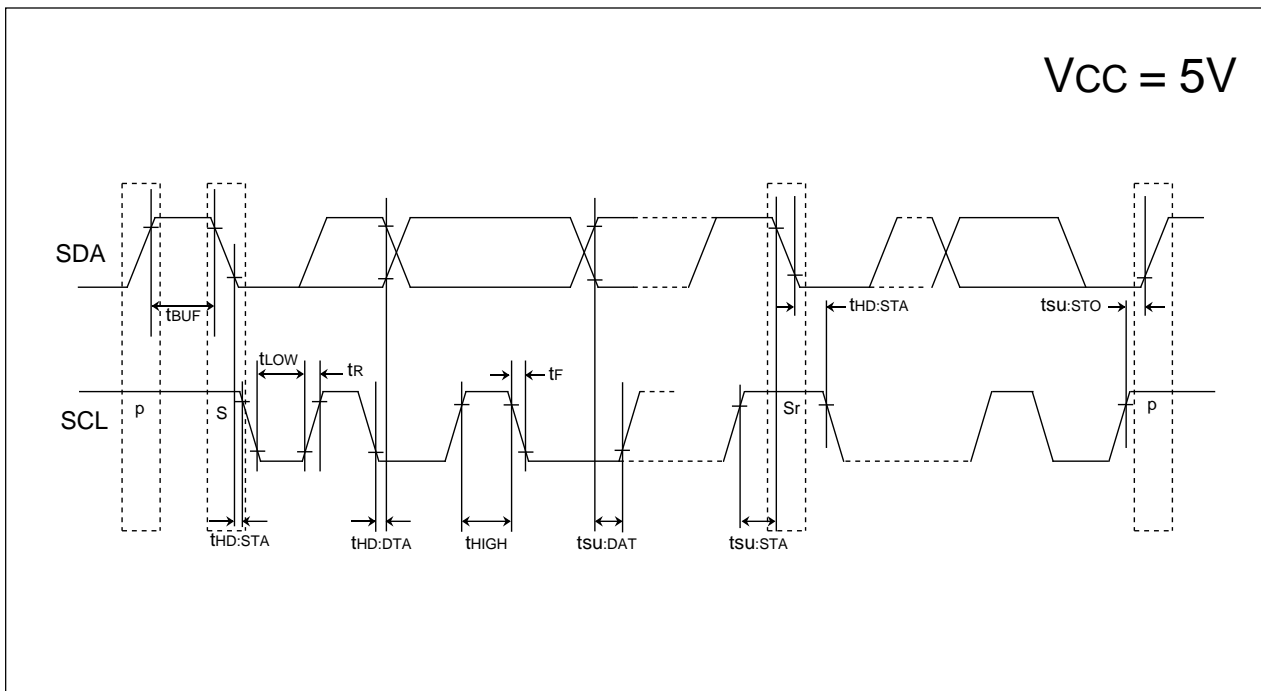 VCC = 5V
SDA
tBUF
tHD:STA
tsu:STO
tLOW
tR
tF
SCL
p
S
Sr
p
tHD:STA
tHD:DTA
tHIGH
tsu:DAT
tsu:STA